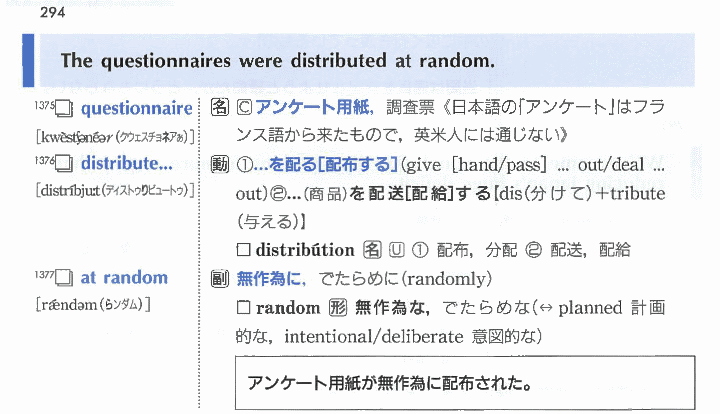 294
The questionnaires were distributed at random.
1375 □ questionnaire 名 C アンケート用紙，調査票《日本語の「アンケート」はフラ
[kwèstʃənéər (クウェスチョネアぁ)] ンス語から来たもので，英米人には通じない》
1376 □ distribute... 動 ①...を配る[配布する](give [hand/pass] ... out/deal ...
[distríbju:t (ディストゥリビュートゥ)] out)②...(商品)を配送[配給]する[dis(分けて)+tribute
(与える)]
□ distribútion 名 U ① 配布，分配 ② 配送，配給
1377 □ at random 副 無作為に，でたらめに(randomly)
[rǽndəm (ランダム)] □ random 形 無作為な，でたらめな(↔ planned 計画
的な，intentional/deliberate 意図的な)
アンケート用紙が無作為に配布された。